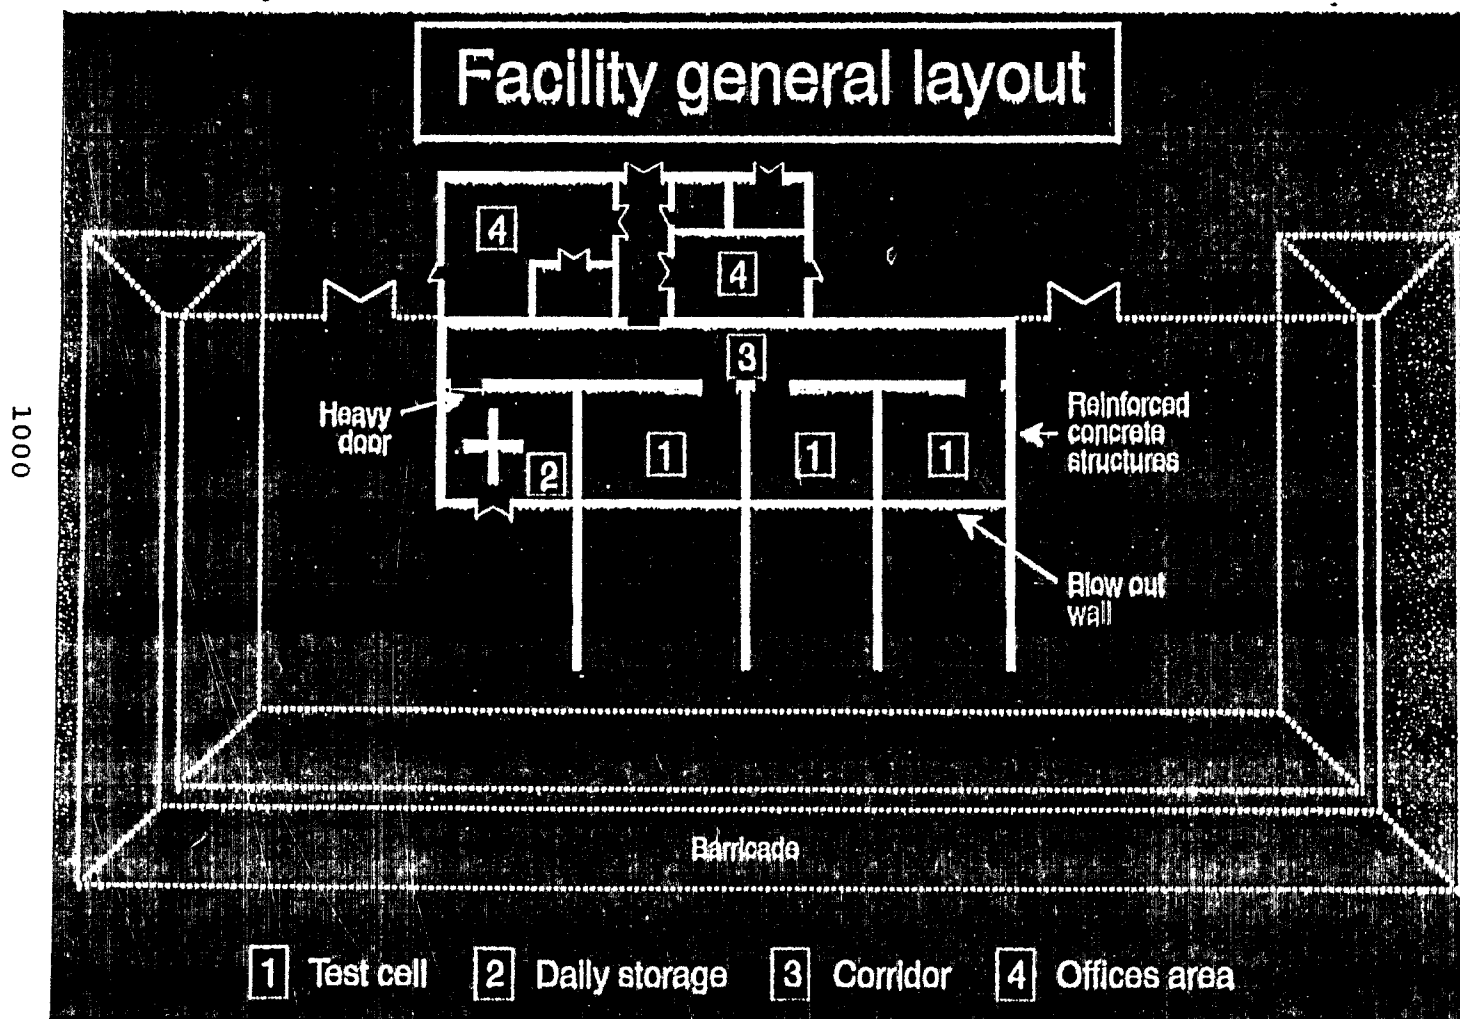 Facility general layout
4
4
3
Heavy
door
2
1
1
1
Reinforced
concrete
structures
Blow out
wall
1000
Barricade
1 Test cell 2 Daily storage 3 Corridor 4 Offices area